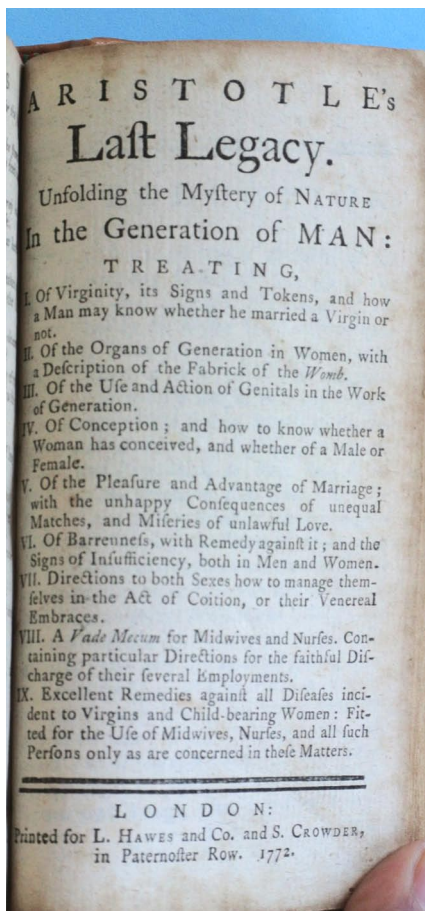 ARISTOTLE's
Laſt Legacy.
Unfolding the Myſtery of NATURE
In the Generation of MAN:
TREATING,
I. Of Virginity, its Signs and Tokens, and how
a Man may know whether he married a Virgin or
not.
II. Of the Organs of Generation in Women, with
a Deſcription of the Fabrick of the Womb.
III. Of the Uſe and Action of Genitals in the Work
of Generation.
IV. Of Conception; and how to know whether a
Woman has conceived, and whether of a Male or
Female.
V. Of the Pleaſure and Advantage of Marriage;
with the unhappy Conſequences of unequal
Matches, and Miſeries of unlawful Love.
VI. Of Barrenneſs, with Remedy againſt it; and the
Signs of Inſufficiency, both in Men and Women.
VII. Directions to both Sexes how to manage them-
ſelves in the Act of Coition, or their Venereal
Embraces.
VIII. A Vade Mecum for Midwives and Nurſes. Con-
taining particular Directions for the faithful Diſ-
charge of their ſeveral Employments.
IX. Excellent Remedies againſt all Diſeaſes inci-
dent to Virgins and Child-bearing Women: Fit-
ted for the Uſe of Midwives, Nurſes, and all ſuch
Perſons only as are concerned in theſe Matters.
LONDON:
Printed for L. HAWES and Co. and S. CROWDER,
in Paternoſter Row. 1772.